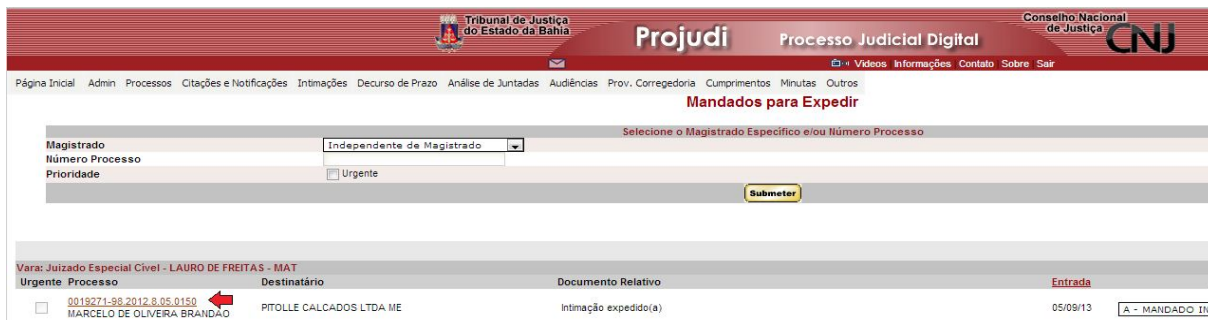 Tribunal de Justiça
do Estado da Bahia
Projudi
Processo Judicial Digital
Conselho Nacional
de Justiça
CNJ
Videos Informações Contato Sobre Sair
Página Inicial Admin Processos Citações e Notificações Intimações Decurso de Prazo Análise de Juntadas Audiências Prov. Corregedoria Cumprimentos Minutas Outros
Mandados para Expedir
Selecione o Magistrado Específico e/ou Número Processo
Magistrado Independente de Magistrado
Número Processo
Prioridade Urgente
Submeter
Vara: Juizado Especial Cível - LAURO DE FREITAS - MAT
Urgente Processo Destinatário Documento Relativo Entrada
0019271-98.2012.8.05.0150
MARCELO DE OLIVEIRA BRANDAO PITOLLE CALCADOS LTDA ME Intimação expedido(a) 05/09/13 A - MANDADO IN